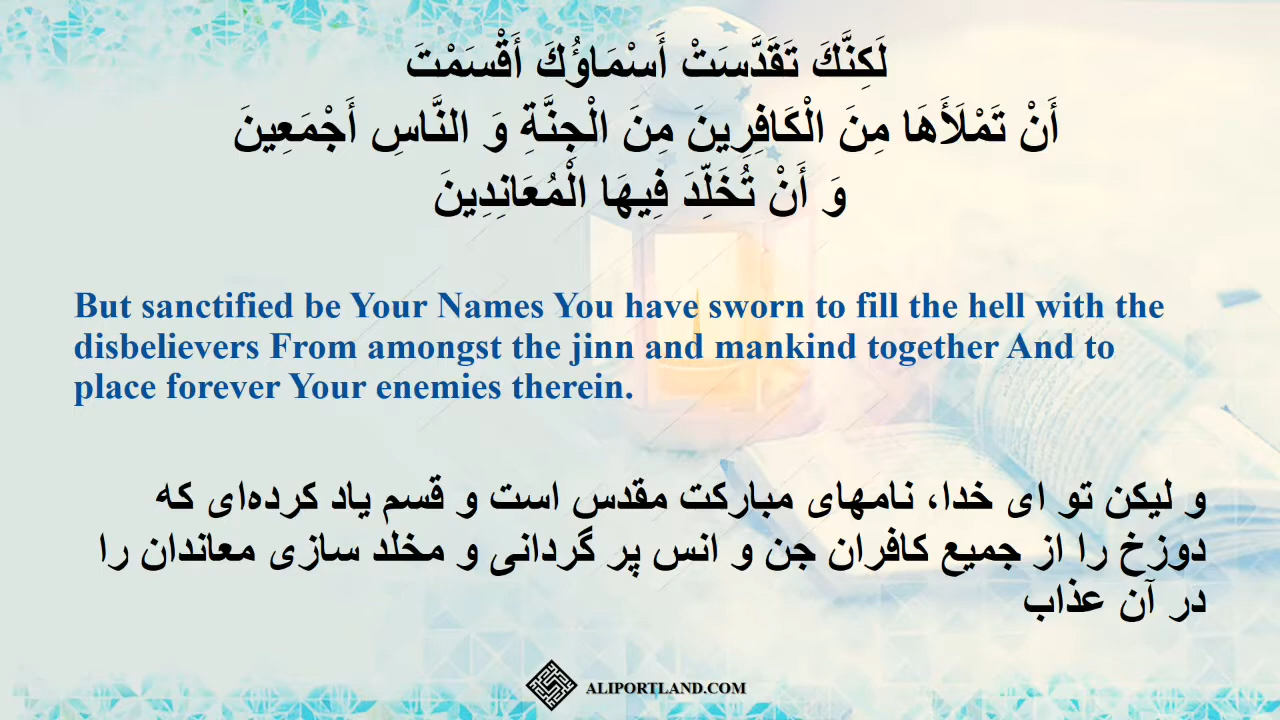 لَكِنَّكَ تَقَدَّسَتْ أَسْمَاؤُكَ أَقْسَمْتَ
أَنْ تَمْلَأَهَا مِنَ الْكَافِرِينَ مِنَ الْجِنَّةِ وَ النَّاسِ أَجْمَعِينَ
وَ أَنْ تُخَلِّدَ فِيهَا الْمُعَانِدِينَ
But sanctified be Your Names You have sworn to fill the hell with the
disbelievers From amongst the jinn and mankind together And to
place forever Your enemies therein.
و لیکن تو ای خدا، نامهای مبارکت مقدس است و قسم یاد کرده‌ای که
دوزخ را از جمیع کافران جن و انس پر گردانی و مخلد سازی معاندان را
در آن عذاب
ALIPORTLAND.COM